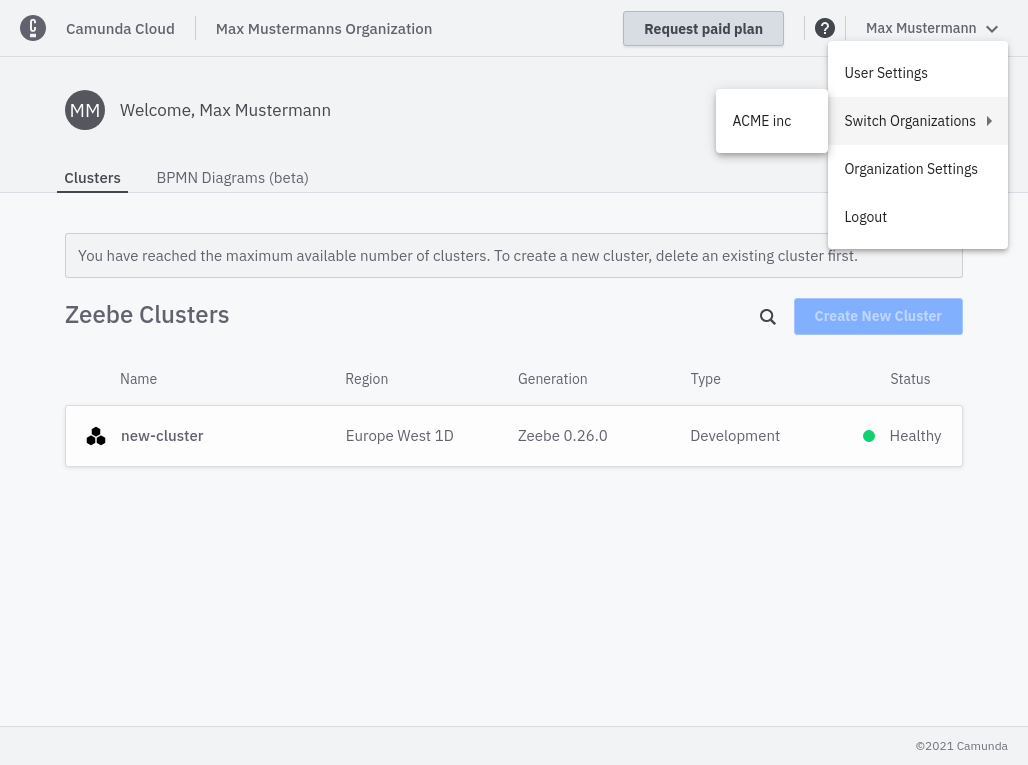 Camunda Cloud
Max Mustermanns Organization
Request paid plan
?
Max Mustermann
User Settings
Switch Organizations
Organization Settings
Logout
ACME inc
MM
Welcome, Max Mustermann
Clusters
BPMN Diagrams (beta)
You have reached the maximum available number of clusters. To create a new cluster, delete an existing cluster first.
Zeebe Clusters
Create New Cluster
Name Region Generation Type Status
new-cluster Europe West 1D Zeebe 0.26.0 Development Healthy
©2021 Camunda